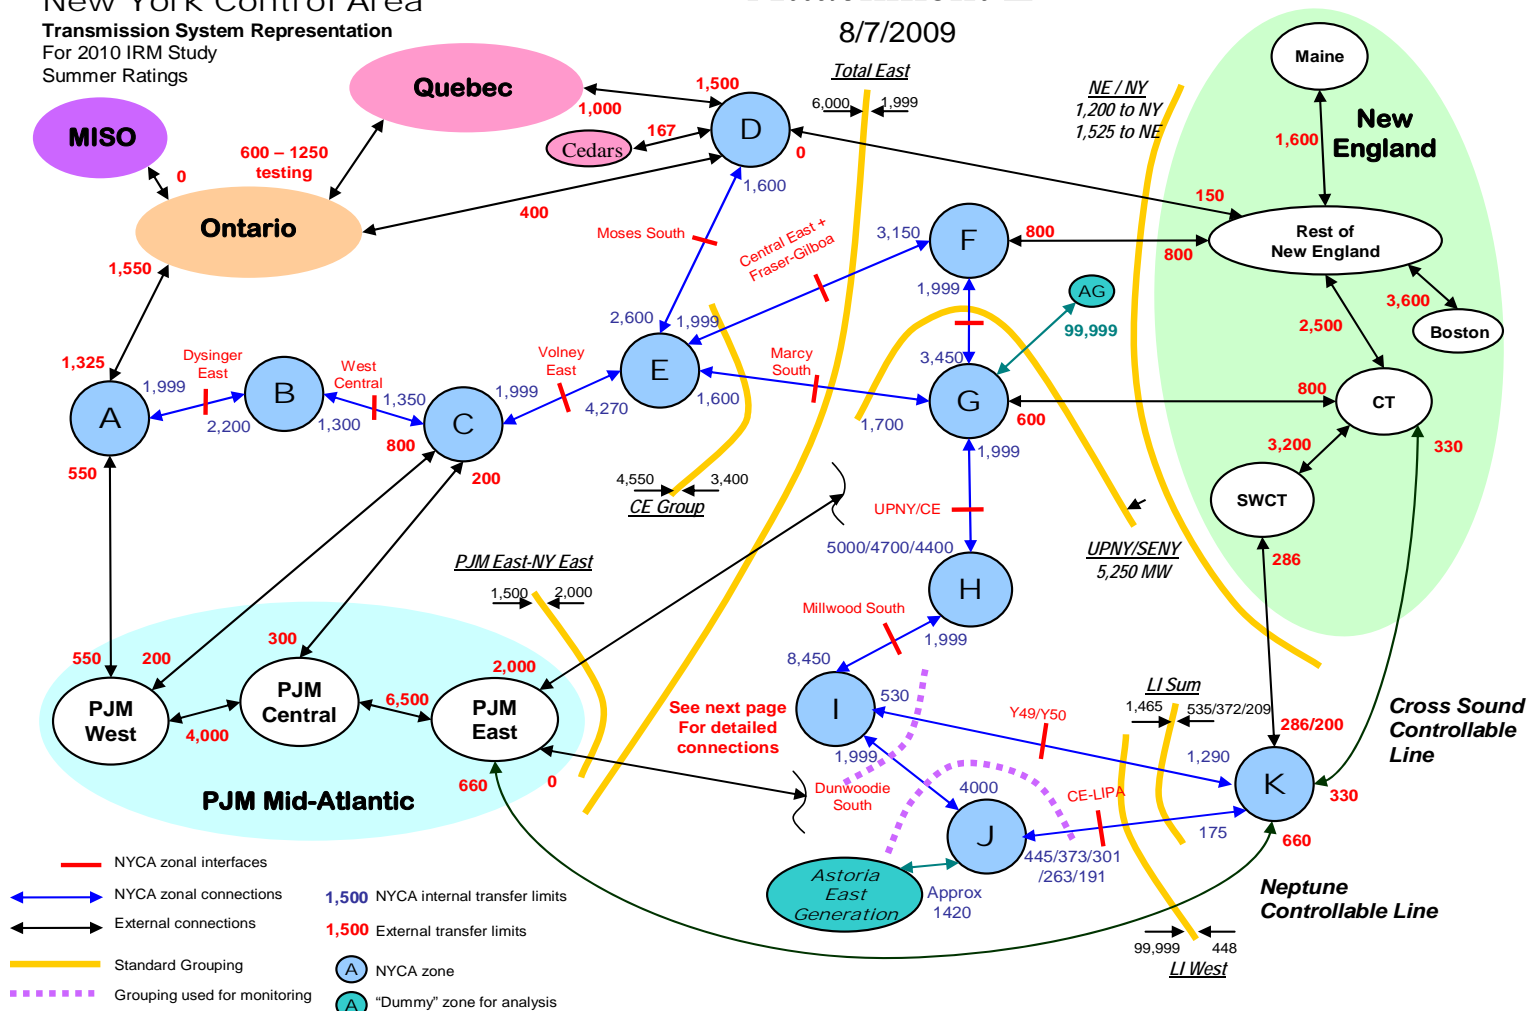 New York Control Area
Transmission System Representation
For 2010 IRM Study
Summer Ratings
8/7/2009
Total East
6,000
1,999
NE / NY
1,200 to NY
1,525 to NE
Maine
New
England
1,600
Quebec
1,500
1,000
MISO
0
600 – 1250
testing
Cedars
167
D
0
1,600
Ontario
400
150
Rest of
New England
1,550
Moses South
Central East +
Fraser-Gilboa
3,150
F
800
800
1,999
AG
99,999
3,600
Boston
2,500
2,600
1,999
1,325
Dysinger
East
West
Central
Volney
East
E
Marcy
South
3,450
A
1,999
2,200
B
1,350
1,300
C
1,999
4,270
1,600
1,700
G
600
800
CT
550
800
200
1,999
3,200
330
4,550
3,400
CE Group
SWCT
UPNY/CE
5000/4700/4400
UPNY/SENY
5,250 MW
286
PJM East-NY East
1,500
2,000
H
Millwood South
1,999
550
200
300
2,000
8,450
PJM
West
4,000
PJM
Central
6,500
PJM
East
See next page
For detailed
connections
I
530
Y49/Y50
LI Sum
1,465
535/372/209
286/200
Cross Sound
Controllable
Line
1,999
1,290
660
0
PJM Mid-Atlantic
Dunwoodie
South
4000
CE-LIPA
K
330
J
175
660
445/373/301
/263/191
Astoria
East
Generation
Approx
1420
Neptune
Controllable Line
99,999
448
LI West
NYCA zonal interfaces
NYCA zonal connections
1,500 NYCA internal transfer limits
External connections
1,500 External transfer limits
Standard Grouping
A NYCA zone
Grouping used for monitoring
A "Dummy" zone for analysis